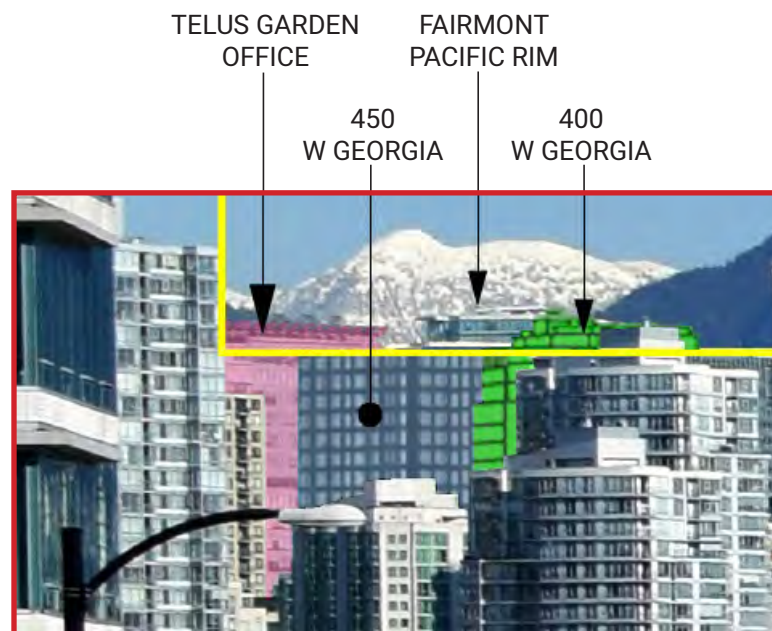 TELUS GARDEN
OFFICE
FAIRMONT
PACIFIC RIM
450
W GEORGIA
400
W GEORGIA